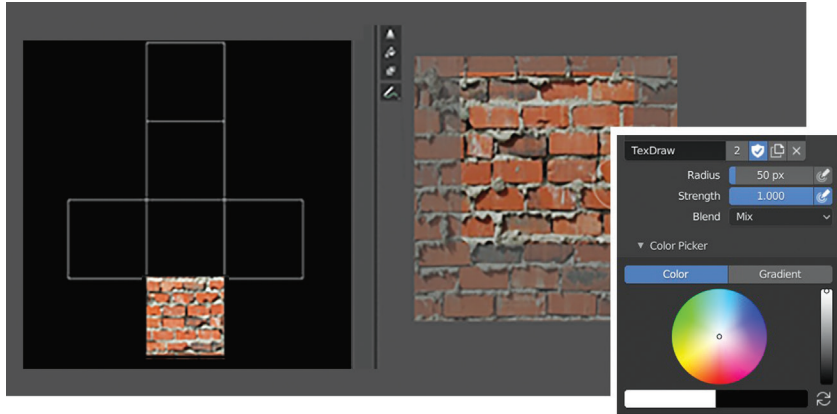 TexDraw 2
Radius 50 px
Strength 1.000
Blend Mix
Color Picker
Color Gradient